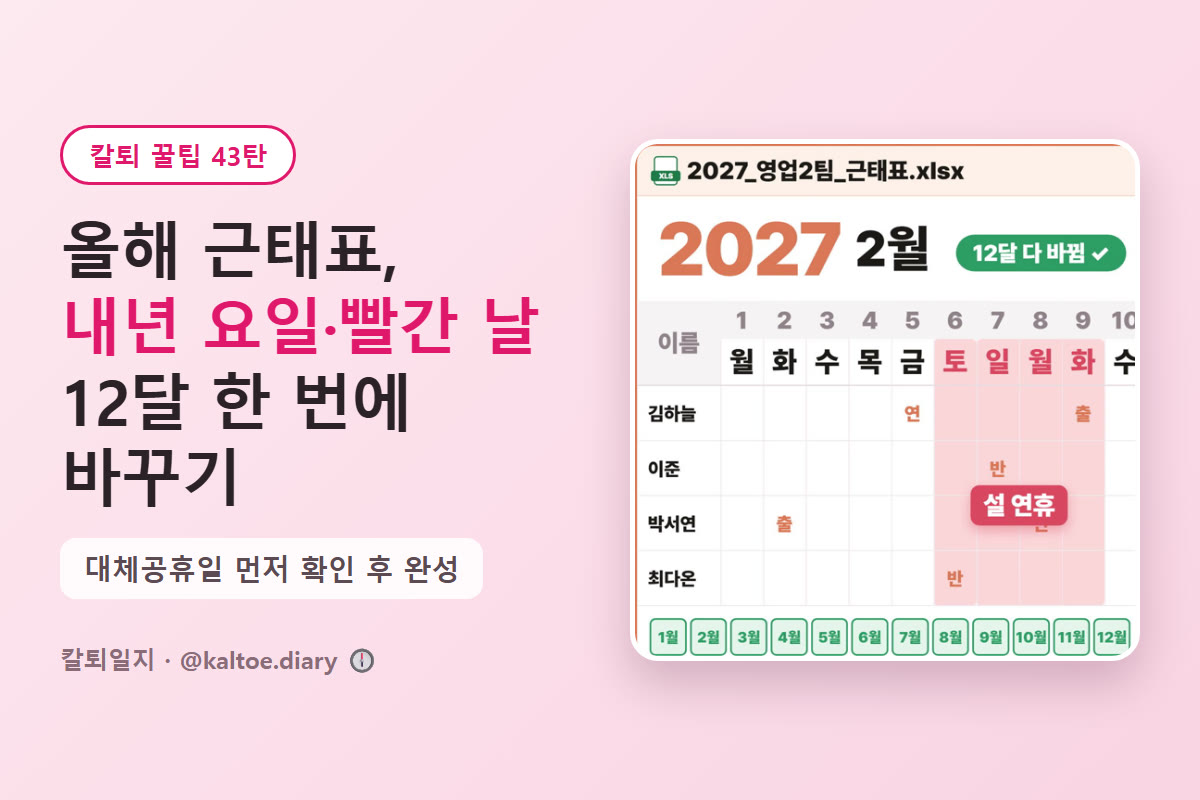 칼퇴 꿀팁 43탄
올해 근태표,
내년 요일·빨간 날
12달 한 번에
바꾸기
대체공휴일 먼저 확인 후 완성
칼퇴일지 · @kaltoe.diary
XLS 2027_영업2팀_근태표.xlsx
2027 2월 12달 다 바뀜 ✓
이름 1 2 3 4 5 6 7 8 9 10
월 화 수 목 금 토 일 월 화 수
김하늘 연 출
이준 반
설 연휴
박서연 출
최다온 반
1월 2월 3월 4월 5월 6월 7월 8월 9월 10월 11월 12월